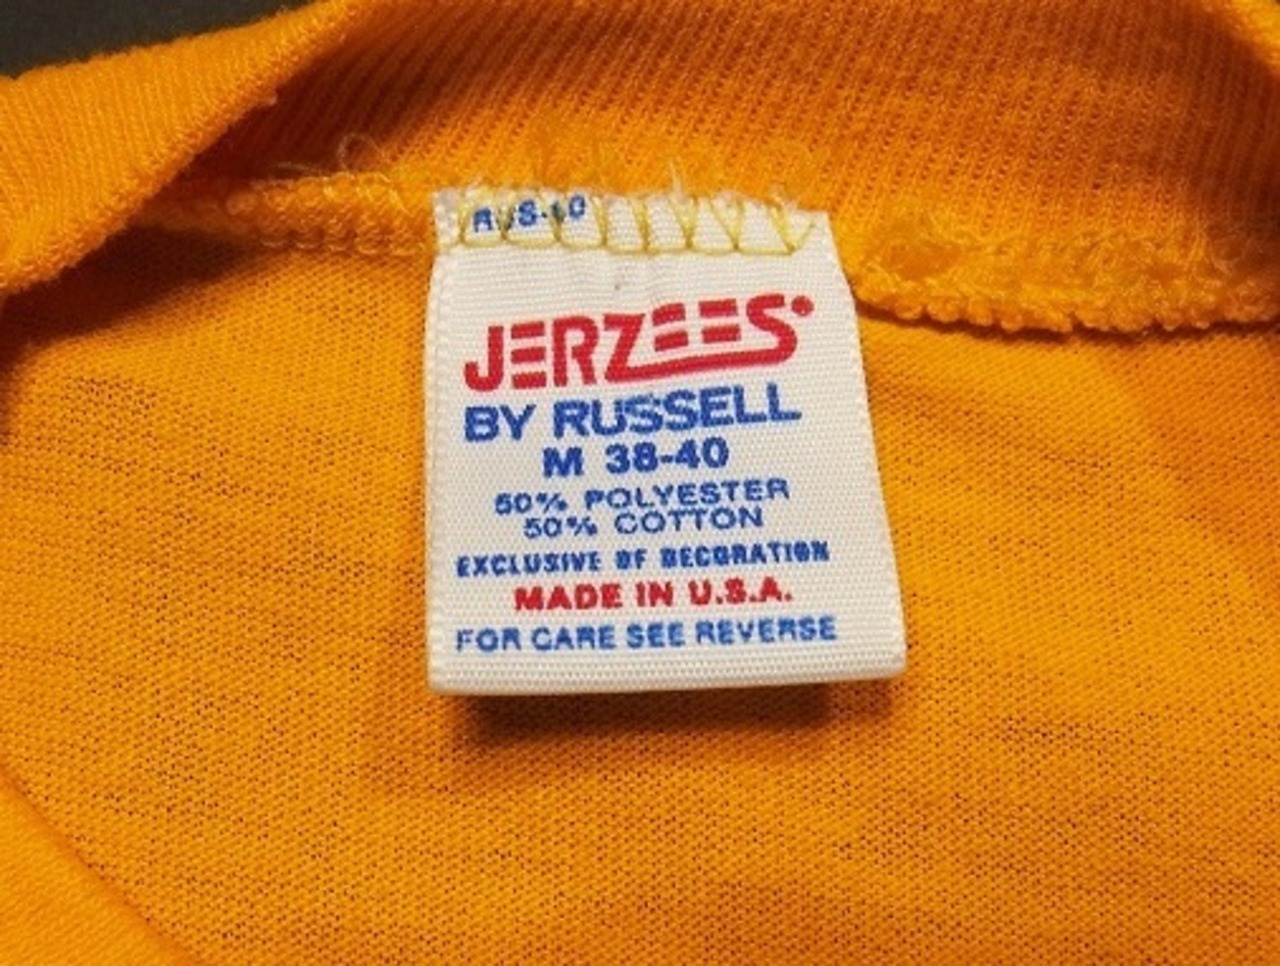 JERZEES
BY RUSSELL
M 38-40
50% POLYESTER
50% COTTON
EXCLUSIVE OF DECORATION
MADE IN U.S.A.
FOR CARE SEE REVERSE